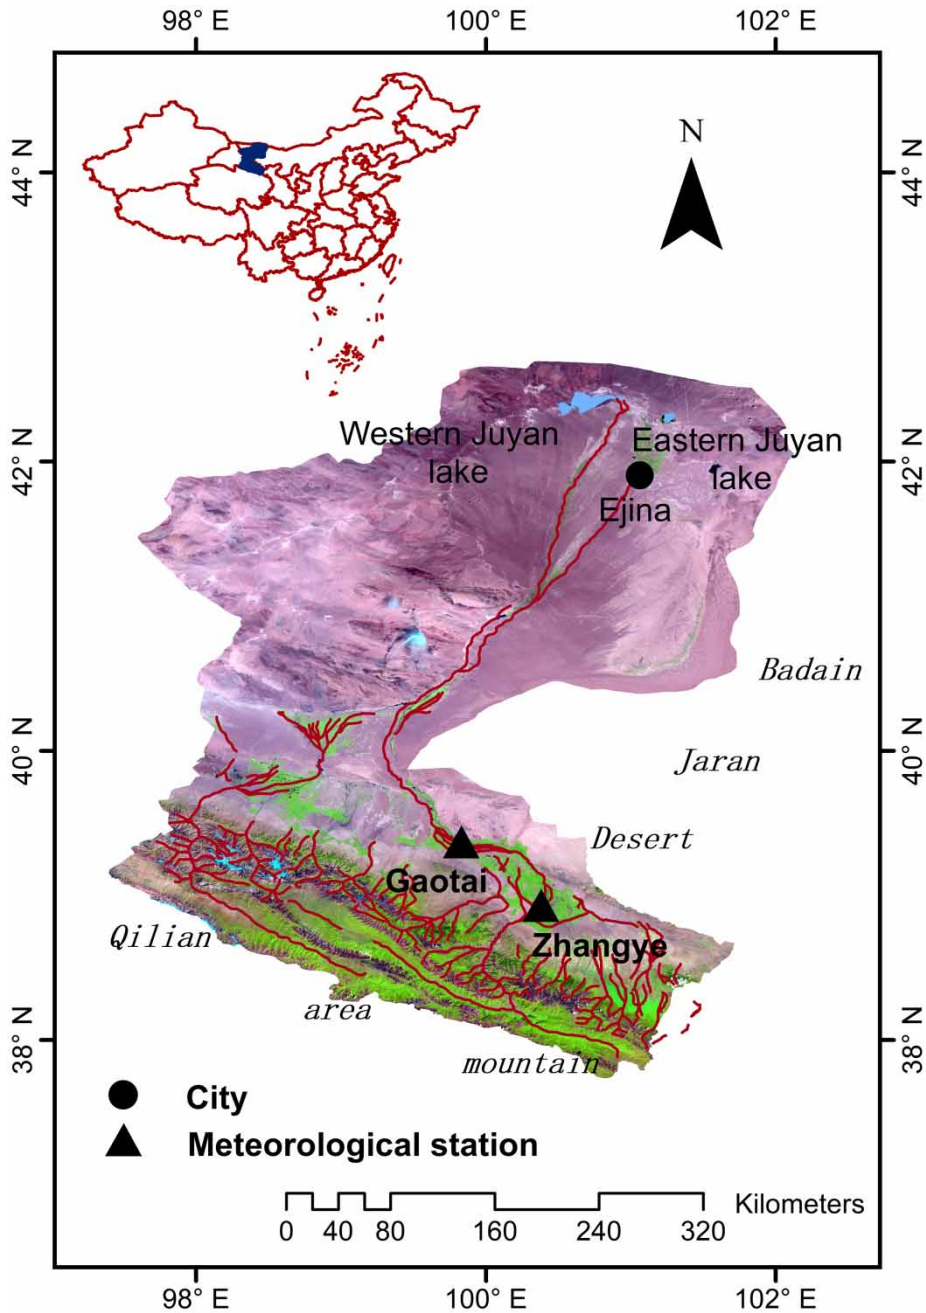 98° E 100° E 102° E
N
44° N 44° N
Western Juyan
lake
Eastern Juyan
lake
42° N 42° N
Ejina
Badain
40° N 40° N
Jaran
Desert
Gaotai
Qilian
Zhangye
area
38° N 38° N
mountain
City
Meteorological station
Kilometers
0 40 80 160 240 320
98° E 100° E 102° E